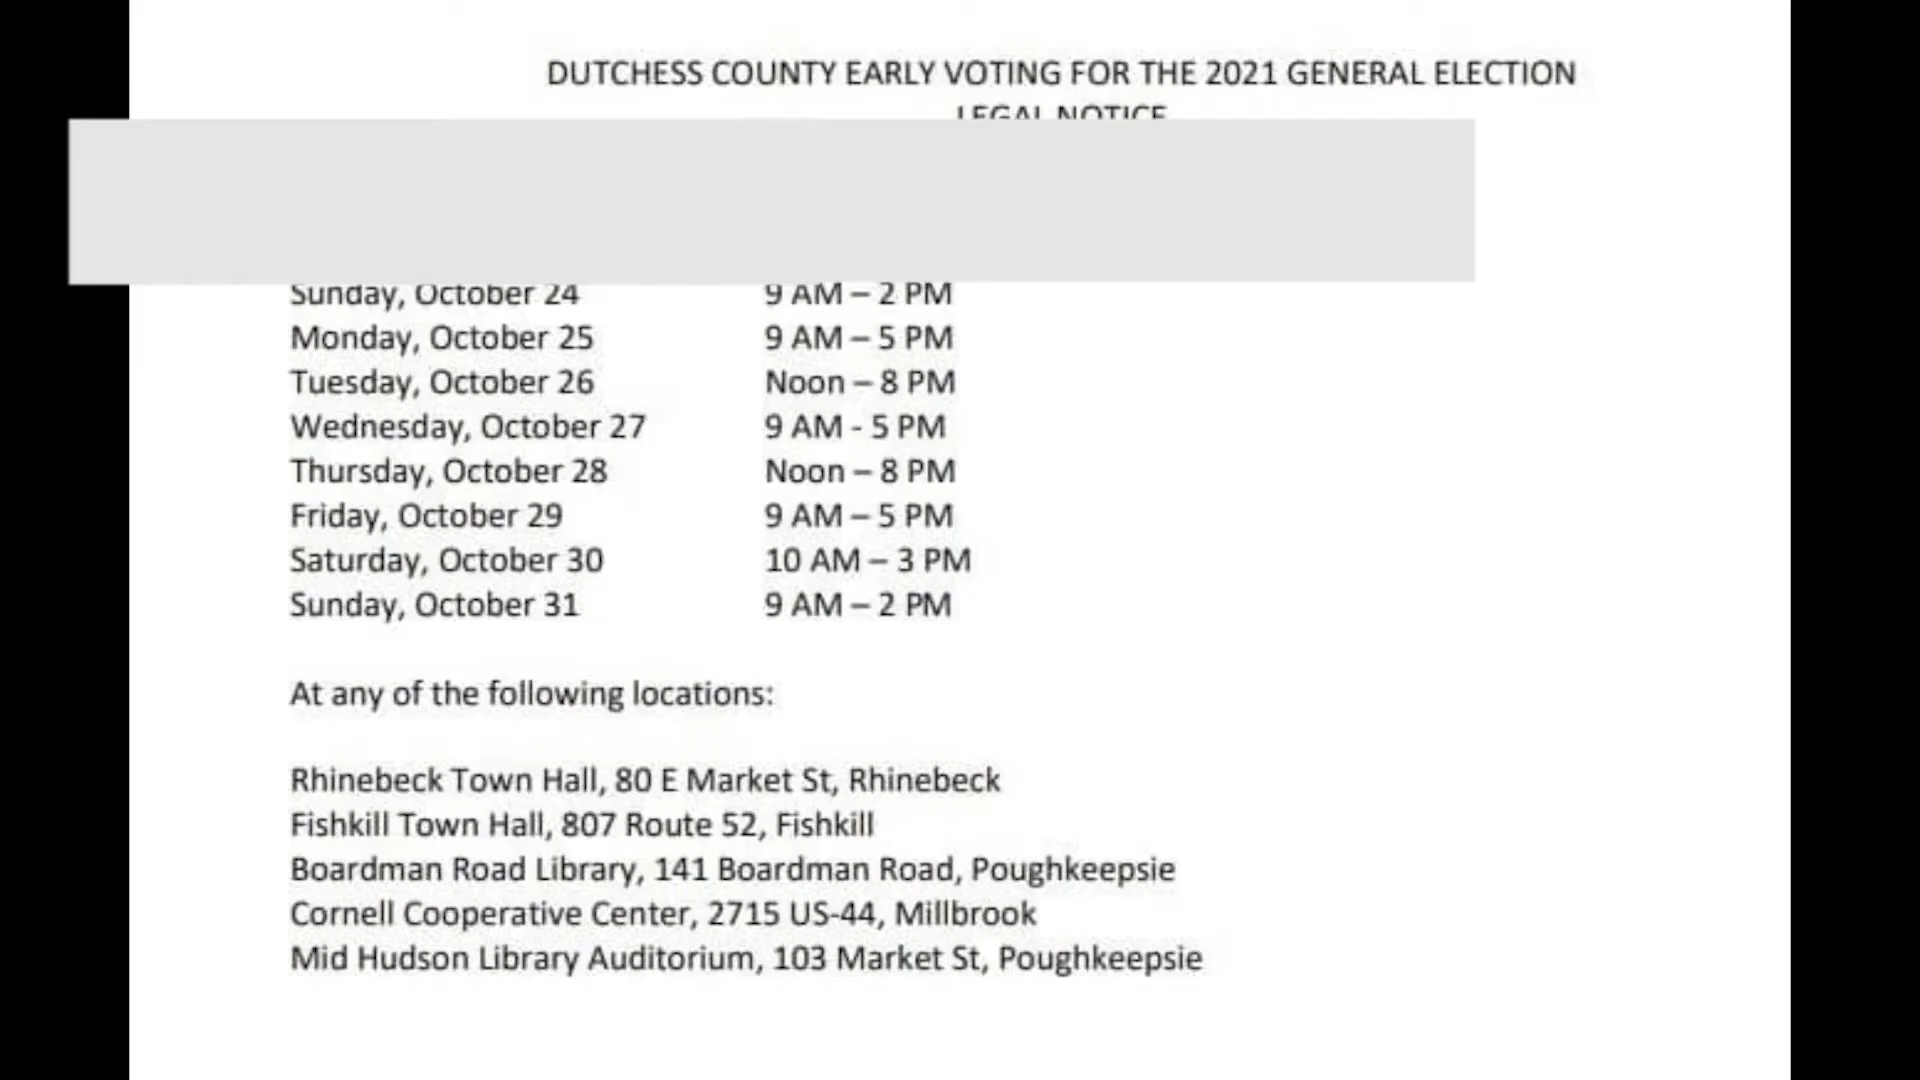 DUTCHESS COUNTY EARLY VOTING FOR THE 2021 GENERAL ELECTION
LEGAL NOTICE
Sunday, October 24 9 AM – 2 PM
Monday, October 25 9 AM – 5 PM
Tuesday, October 26 Noon – 8 PM
Wednesday, October 27 9 AM - 5 PM
Thursday, October 28 Noon – 8 PM
Friday, October 29 9 AM – 5 PM
Saturday, October 30 10 AM – 3 PM
Sunday, October 31 9 AM – 2 PM
At any of the following locations:
Rhinebeck Town Hall, 80 E Market St, Rhinebeck
Fishkill Town Hall, 807 Route 52, Fishkill
Boardman Road Library, 141 Boardman Road, Poughkeepsie
Cornell Cooperative Center, 2715 US-44, Millbrook
Mid Hudson Library Auditorium, 103 Market St, Poughkeepsie